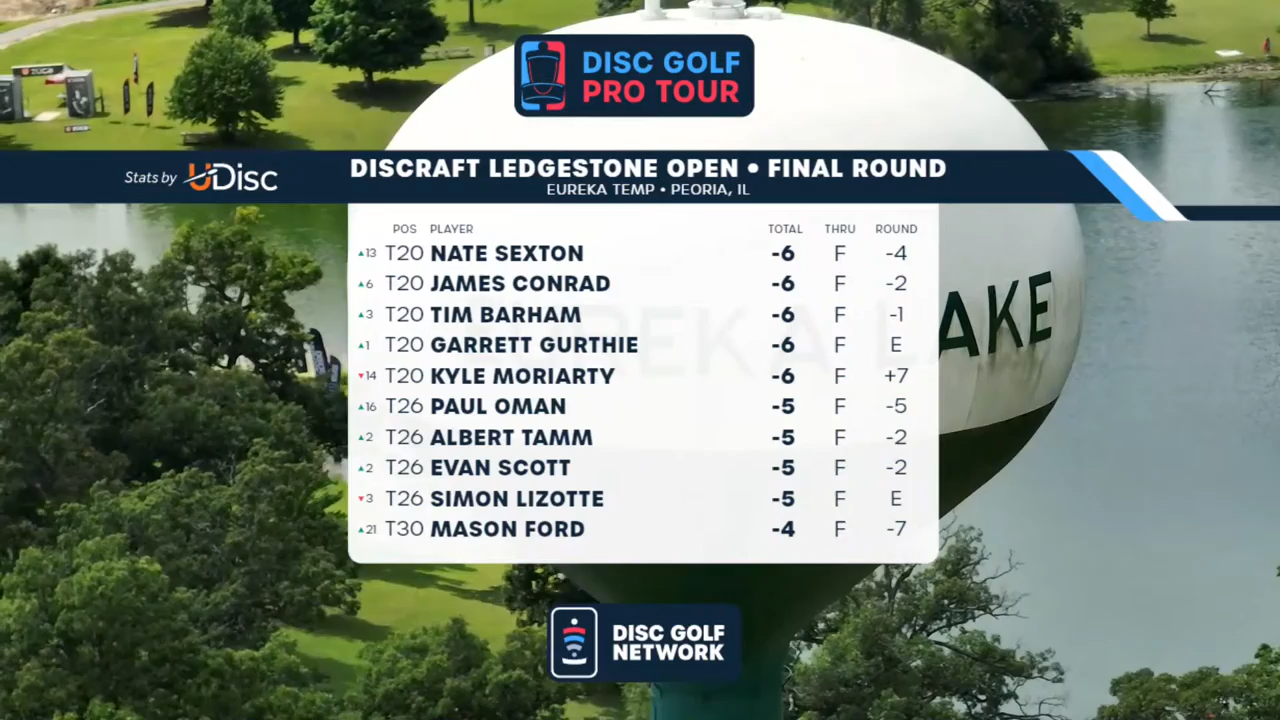 DISC GOLF
PRO TOUR
Stats by UDisc
DISCRAFT LEDGESTONE OPEN • FINAL ROUND
EUREKA TEMP • PEORIA, IL
POS PLAYER TOTAL THRU ROUND
▲13 T20 NATE SEXTON -6 F -4
▲6 T20 JAMES CONRAD -6 F -2
▲3 T20 TIM BARHAM -6 F -1
▲1 T20 GARRETT GURTHIE -6 F E
▼14 T20 KYLE MORIARTY -6 F +7
▲16 T26 PAUL OMAN -5 F -5
▲2 T26 ALBERT TAMM -5 F -2
▲2 T26 EVAN SCOTT -5 F -2
▼3 T26 SIMON LIZOTTE -5 F E
▲21 T30 MASON FORD -4 F -7
EUREKA LAKE
DISC GOLF
NETWORK